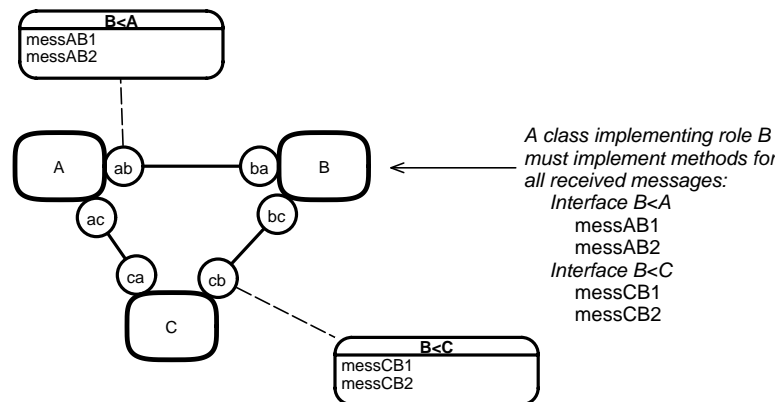 B<A
messAB1
messAB2
A
ab
ba
B
ac
bc
ca
cb
C
B<C
messCB1
messCB2
A class implementing role B
must implement methods for
all received messages:
Interface B<A
messAB1
messAB2
Interface B<C
messCB1
messCB2